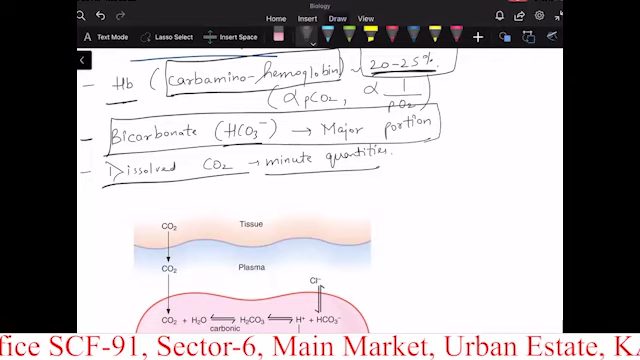 Biology
Home
Insert
Draw
View
Text Mode
Lasso Select
Insert Space
- Hb ( Carbamino-hemoglobin ) ~ 20-25%.
(α pCO2, α 1/pO2)
- Bicarbonate (HCO3⁻) → Major portion
- Dissolved CO2 → minute quantities.
CO2
Tissue
CO2
Plasma
Cl⁻
CO2 + H2O ⇌ H2CO3 ⇌ H⁺ + HCO3⁻
carbonic
ffice SCF-91, Sector-6, Main Market, Urban Estate, K